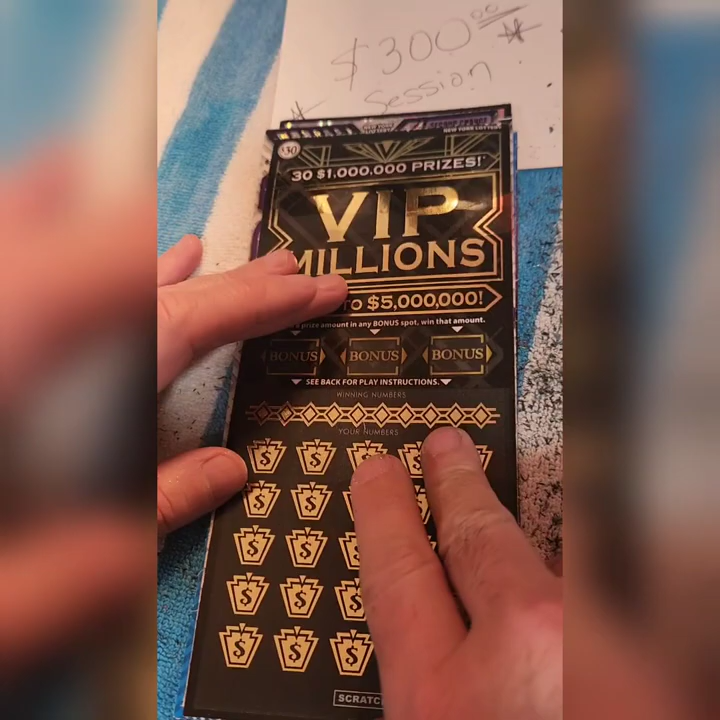 $300.00
Session
NEW YORK LOTTERY
$30
30 $1,000,000 PRIZES!
VIP
MILLIONS
TO $5,000,000!
prize amount in any BONUS spot, win that amount.
BONUS BONUS BONUS
SEE BACK FOR PLAY INSTRUCTIONS.
WINNING NUMBERS
YOUR NUMBERS
$ $ $ $
$ $ $
$ $ $
$ $ $
$ $ $
SCRATC